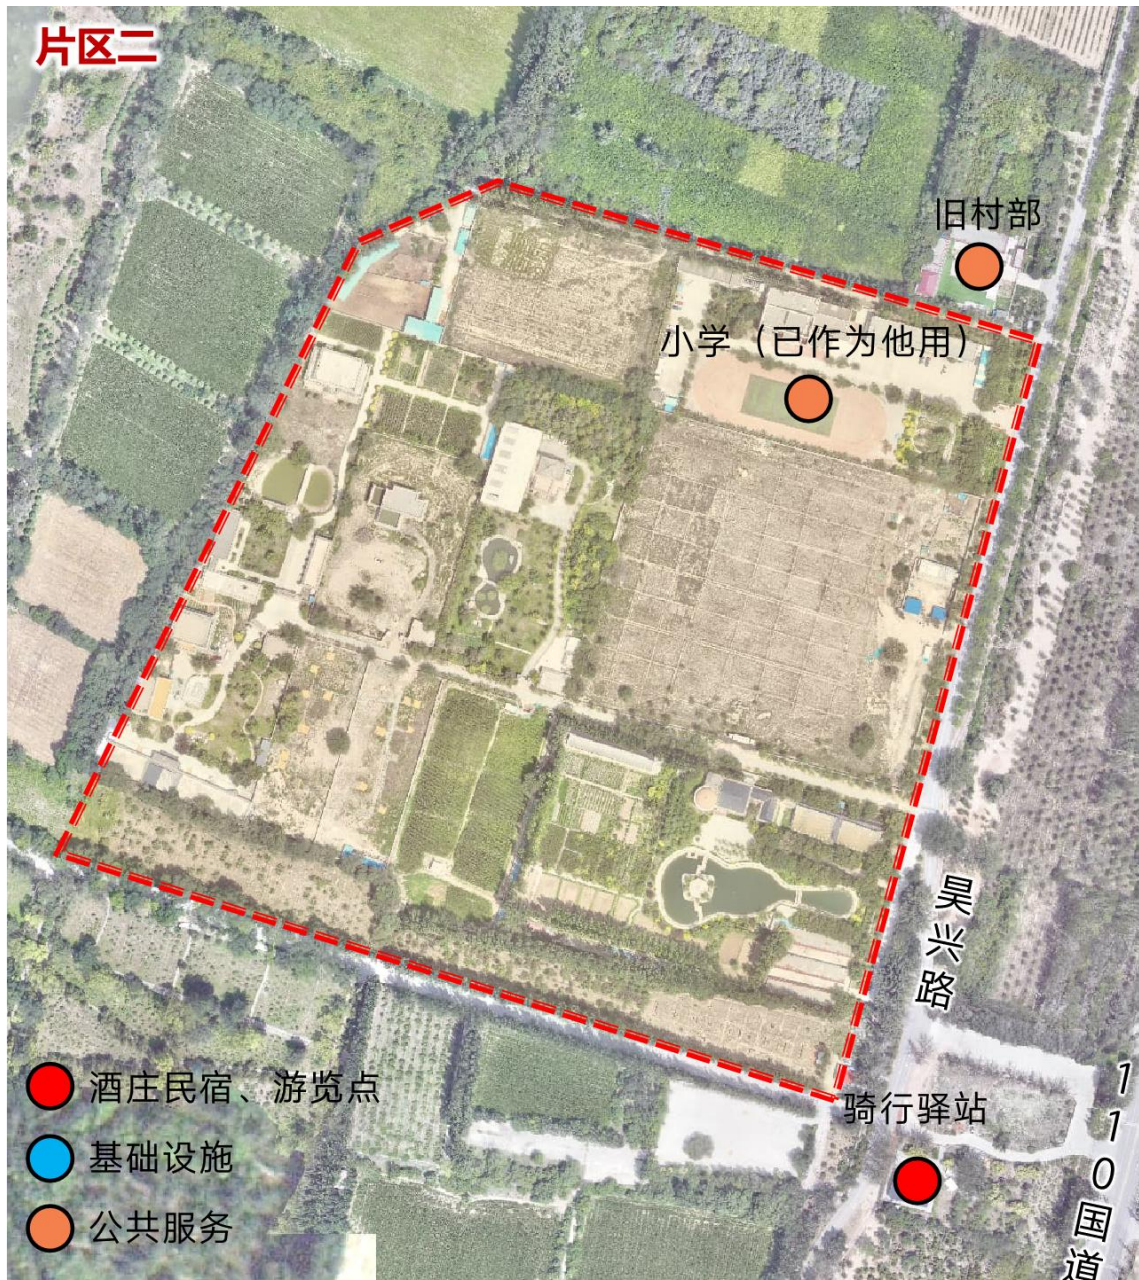 片区二
旧村部
小学（已作为他用）
昊兴路
骑行驿站
110国道
酒庄民宿、游览点
基础设施
公共服务